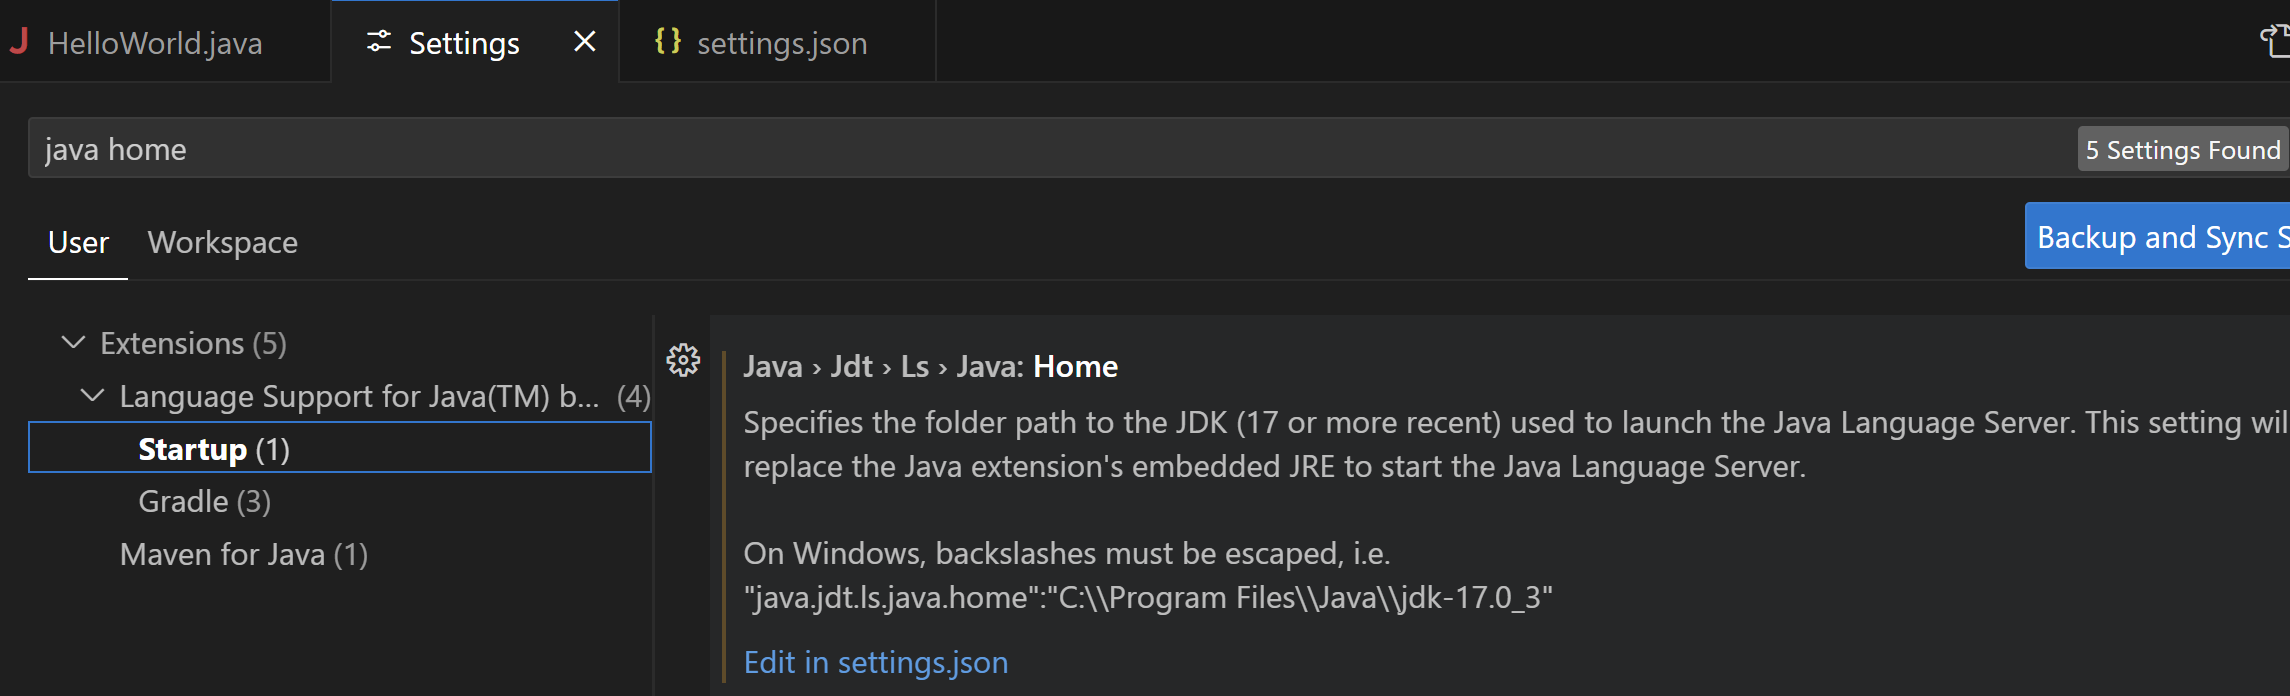 HelloWorld.java
Settings
settings.json
java home
5 Settings Found
User
Workspace
Backup and Sync S
Extensions (5)
Language Support for Java(TM) b... (4)
Startup (1)
Gradle (3)
Maven for Java (1)
Java › Jdt › Ls › Java: Home
Specifies the folder path to the JDK (17 or more recent) used to launch the Java Language Server. This setting wil
replace the Java extension's embedded JRE to start the Java Language Server.
On Windows, backslashes must be escaped, i.e.
"java.jdt.ls.java.home":"C:\\Program Files\\Java\\jdk-17.0_3"
Edit in settings.json